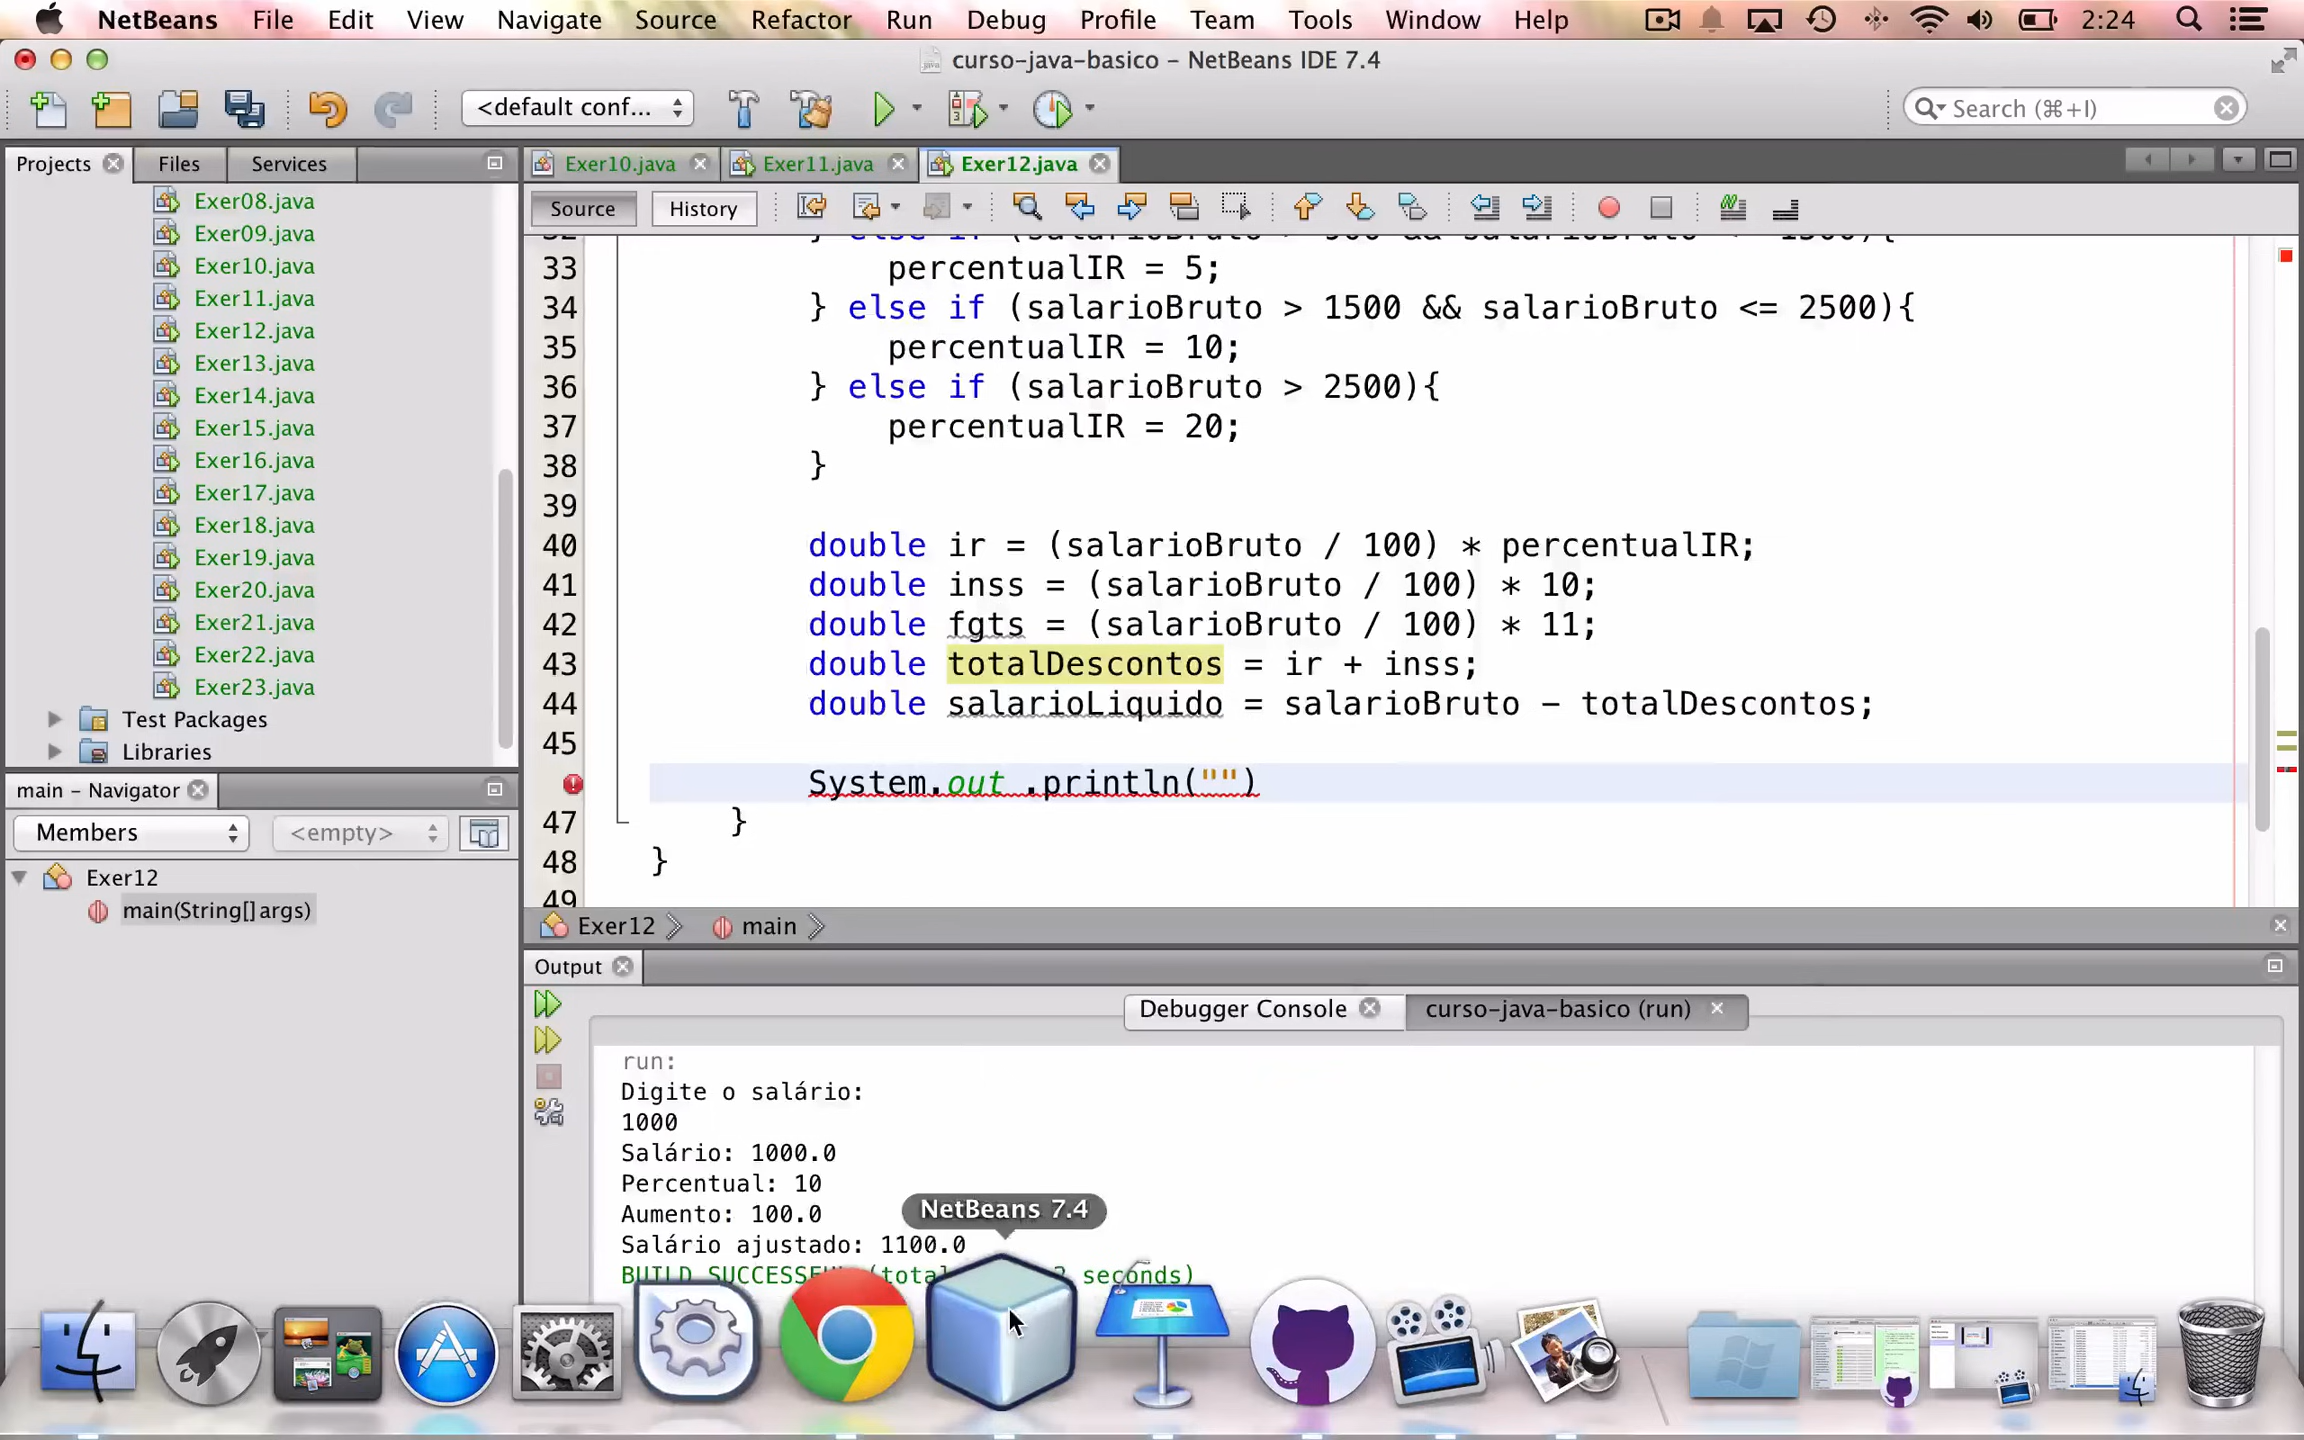 NetBeans File Edit View Navigate Source Refactor Run Debug Profile Team Tools Window Help 2:24
curso-java-basico – NetBeans IDE 7.4
<default conf... Search (⌘+I)
Projects Files Services
Exer10.java Exer11.java Exer12.java
Source History
Exer08.java
Exer09.java
Exer10.java
Exer11.java
Exer12.java
Exer13.java
Exer14.java
Exer15.java
Exer16.java
Exer17.java
Exer18.java
Exer19.java
Exer20.java
Exer21.java
Exer22.java
Exer23.java
Test Packages
Libraries
33 percentualIR = 5;
34 } else if (salarioBruto > 1500 && salarioBruto <= 2500){
35 percentualIR = 10;
36 } else if (salarioBruto > 2500){
37 percentualIR = 20;
38 }
39
40 double ir = (salarioBruto / 100) * percentualIR;
41 double inss = (salarioBruto / 100) * 10;
42 double fgts = (salarioBruto / 100) * 11;
43 double totalDescontos = ir + inss;
44 double salarioLiquido = salarioBruto - totalDescontos;
45
System.out .println("")
47 }
48 }
49
Exer12 main
main – Navigator
Members <empty>
Exer12
main(String[] args)
Output
Debugger Console curso-java-basico (run)
run:
Digite o salário:
1000
Salário: 1000.0
Percentual: 10
Aumento: 100.0
Salário ajustado: 1100.0
BUILD (total seconds)
NetBeans 7.4